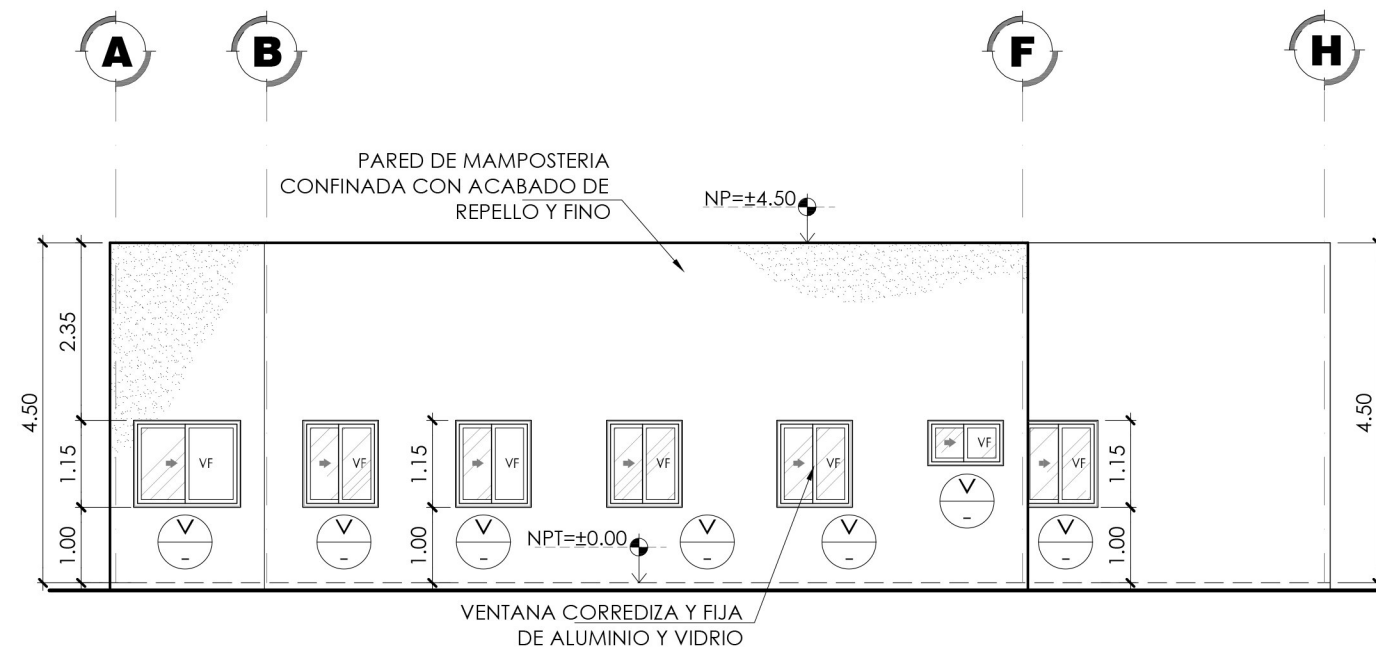 A
B
F
H
PARED DE MAMPOSTERIA
CONFINADA CON ACABADO DE
REPELLO Y FINO
NP=±4.50
2.35
4.50
4.50
1.15
1.15
1.15
VF
VF
VF
VF
VF
VF
VF
1.00
1.00
1.00
V
-
V
-
V
-
V
-
V
-
V
-
V
-
NPT=±0.00
VENTANA CORREDIZA Y FIJA
DE ALUMINIO Y VIDRIO